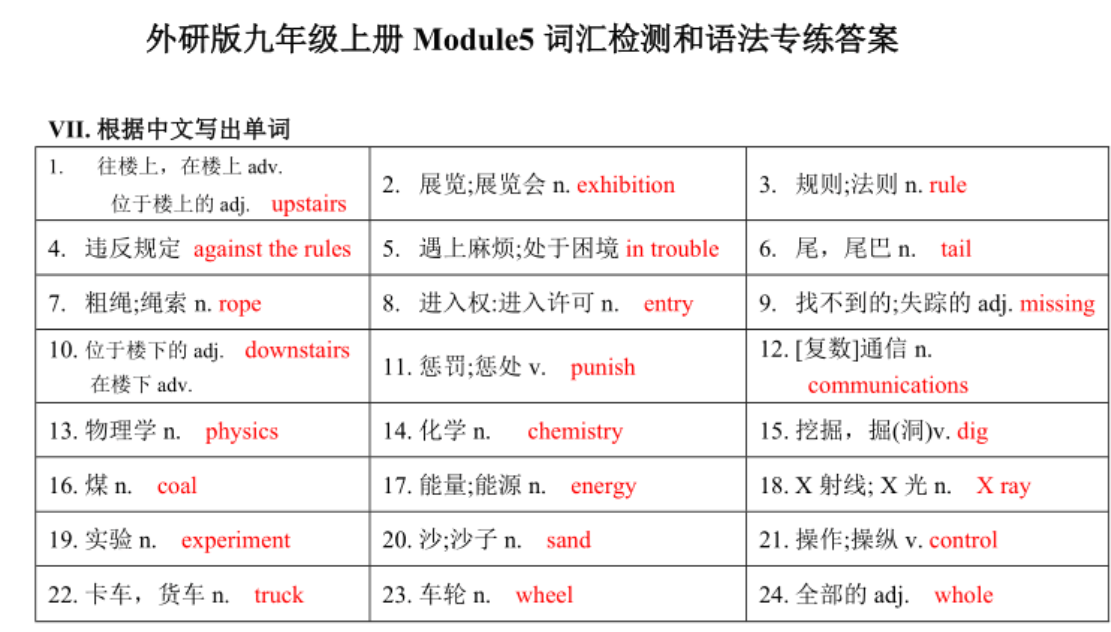 外研版九年级上册 Module5 词汇检测和语法专练答案
VII. 根据中文写出单词
1. 往楼上，在楼上 adv.
位于楼上的 adj. upstairs
2. 展览;展览会 n. exhibition
3. 规则;法则 n. rule
4. 违反规定 against the rules
5. 遇上麻烦;处于困境 in trouble
6. 尾，尾巴 n. tail
7. 粗绳;绳索 n. rope
8. 进入权:进入许可 n. entry
9. 找不到的;失踪的 adj. missing
10. 位于楼下的 adj. downstairs
在楼下 adv.
11. 惩罚;惩处 v. punish
12. [复数]通信 n.
communications
13. 物理学 n. physics
14. 化学 n. chemistry
15. 挖掘，掘(洞)v. dig
16. 煤 n. coal
17. 能量;能源 n. energy
18. X 射线; X 光 n. X ray
19. 实验 n. experiment
20. 沙;沙子 n. sand
21. 操作;操纵 v. control
22. 卡车，货车 n. truck
23. 车轮 n. wheel
24. 全部的 adj. whole